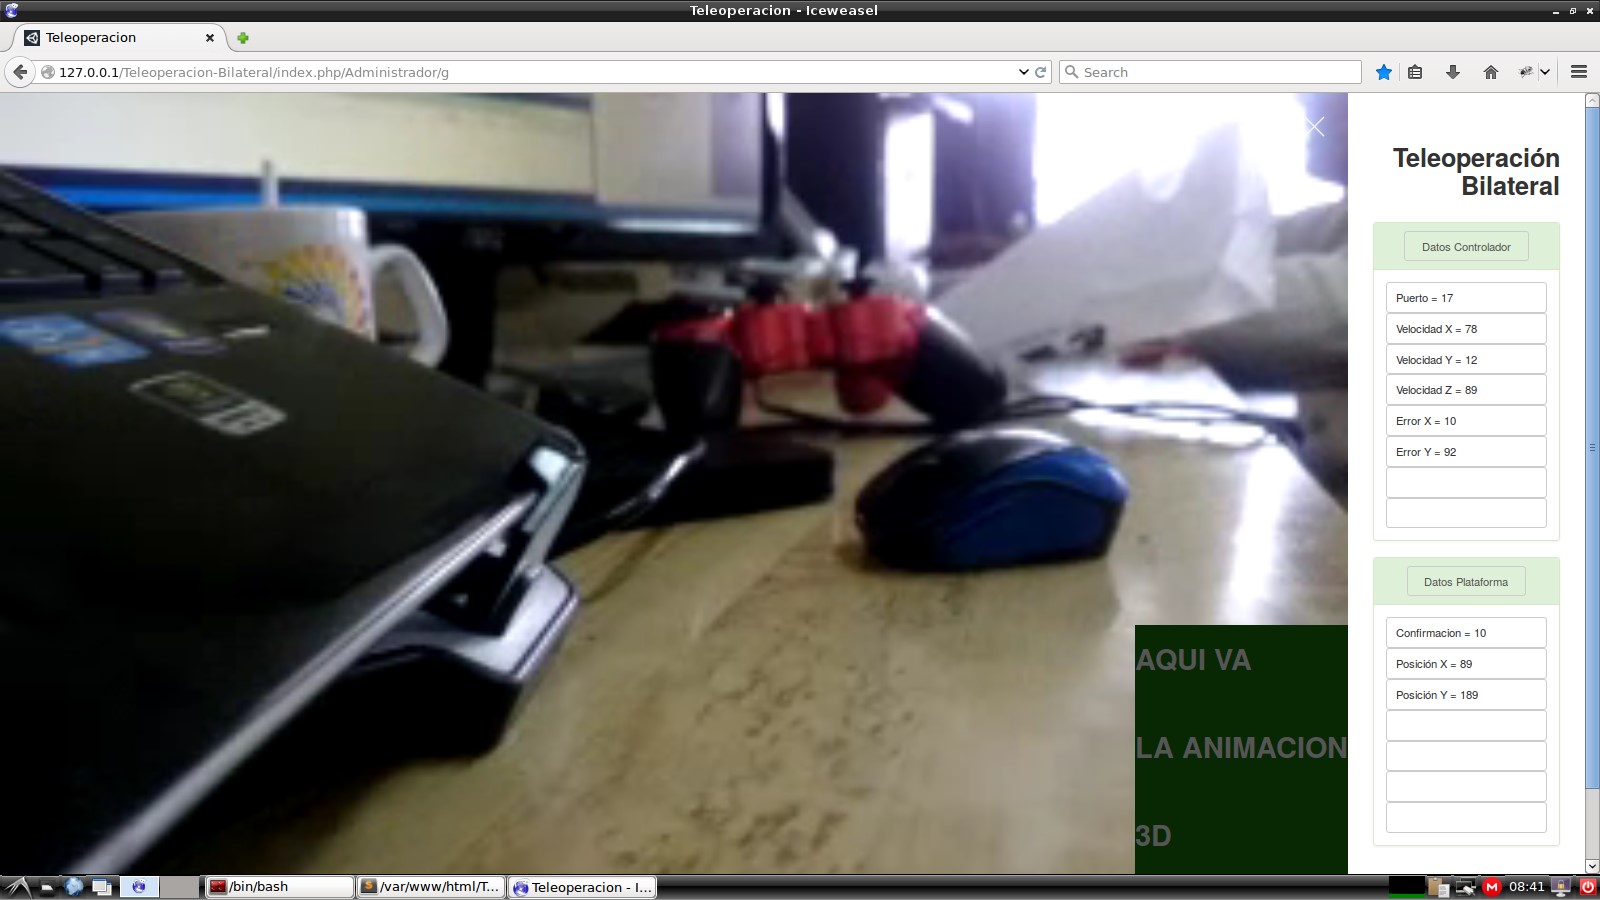 Teleoperacion - Iceweasel
Teleoperacion
127.0.0.1/Teleoperacion-Bilateral/index.php/Administrador/g
Search
Teleoperación
Bilateral
Datos Controlador
Puerto = 17
Velocidad X = 78
Velocidad Y = 12
Velocidad Z = 89
Error X = 10
Error Y = 92
Datos Plataforma
Confirmacion = 10
Posición X = 89
Posición Y = 189
AQUI VA
LA ANIMACION
3D
/bin/bash
/var/www/html/T...
Teleoperacion - I...
08:41